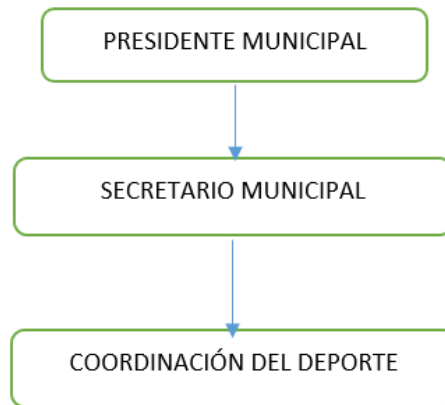 PRESIDENTE MUNICIPAL
SECRETARIO MUNICIPAL
COORDINACIÓN DEL DEPORTE